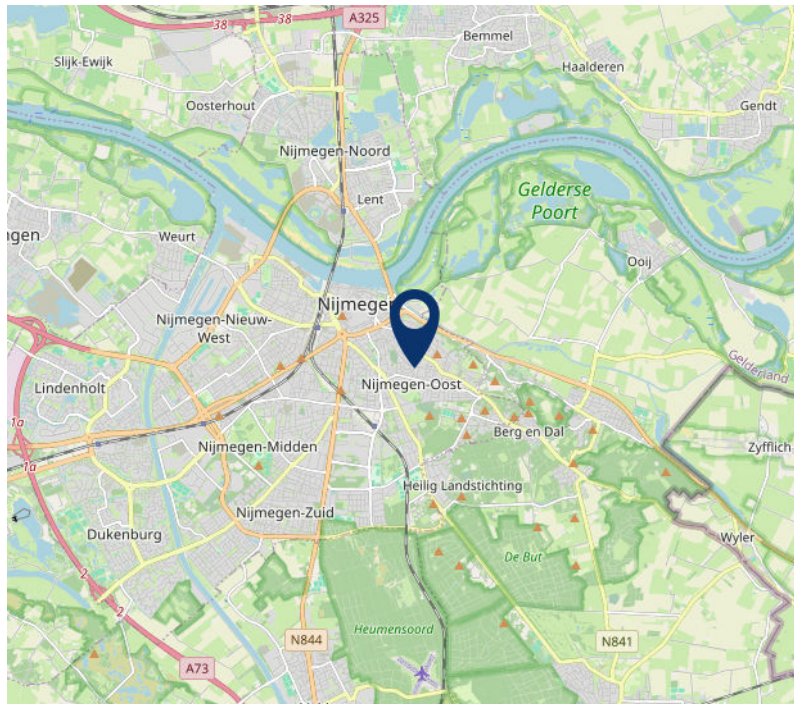 38
38
A325
Bemmel
Slijk-Ewijk
Haalderen
Oosterhout
Gendt
Nijmegen-Noord
Gelderse
Poort
Lent
ngen
Weurt
Ooij
Nijmegen
Nijmegen-Nieuw-
West
Gelderland
Lindenholt
Nijmegen-Oost
1a
Berg en Dal
Nijmegen-Midden
Zyfflich
1a
Heilig Landstichting
Nijmegen-Zuid
Dukenburg
Wyler
De But
2
2
Heumensoord
N844
N841
A73